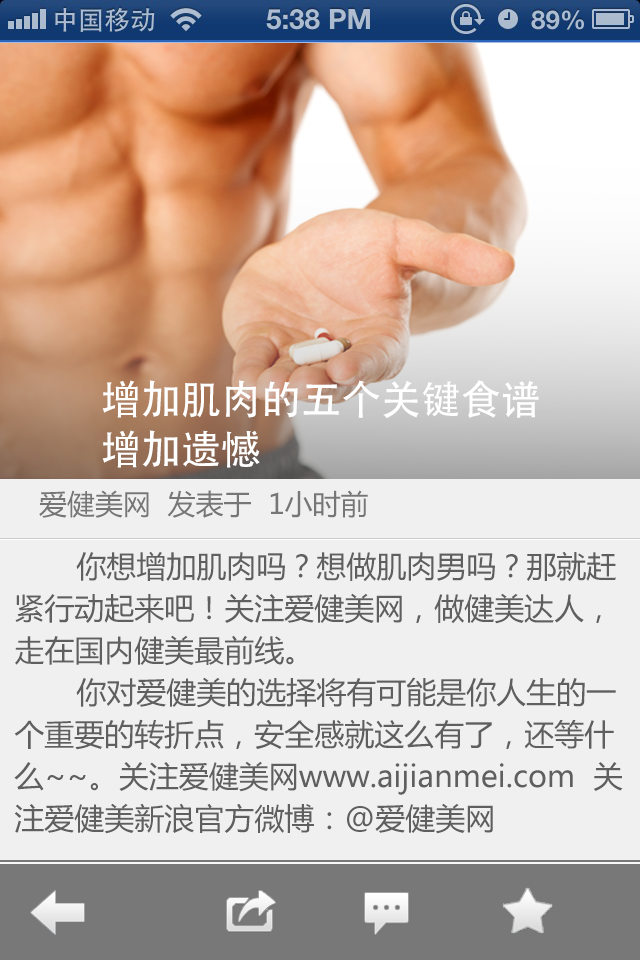 中国移动 5:38 PM 89%
增加肌肉的五个关键食谱
增加遗憾
爱健美网 发表于 1小时前
你想增加肌肉吗？想做肌肉男吗？那就赶
紧行动起来吧！关注爱健美网，做健美达人，
走在国内健美最前线。
你对爱健美的选择将有可能是你人生的一
个重要的转折点，安全感就这么有了，还等什
么~~。关注爱健美网www.aijianmei.com 关
注爱健美新浪官方微博：@爱健美网